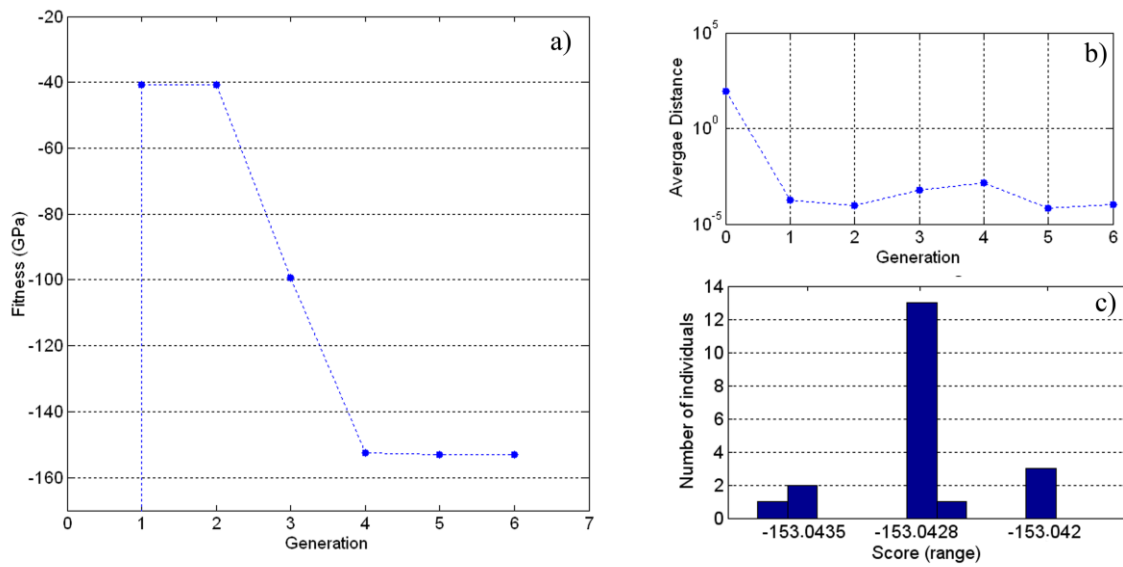 a)
-20
-40
-60
-80
-100
-120
-140
-160
Fitness (GPa)
0 1 2 3 4 5 6 7
Generation
b)
10^5
10^0
10^-5
Avergae Distance
0 1 2 3 4 5 6
Generation
c)
14
12
10
8
6
4
2
0
Number of individuals
-153.0435 -153.0428 -153.042
Score (range)